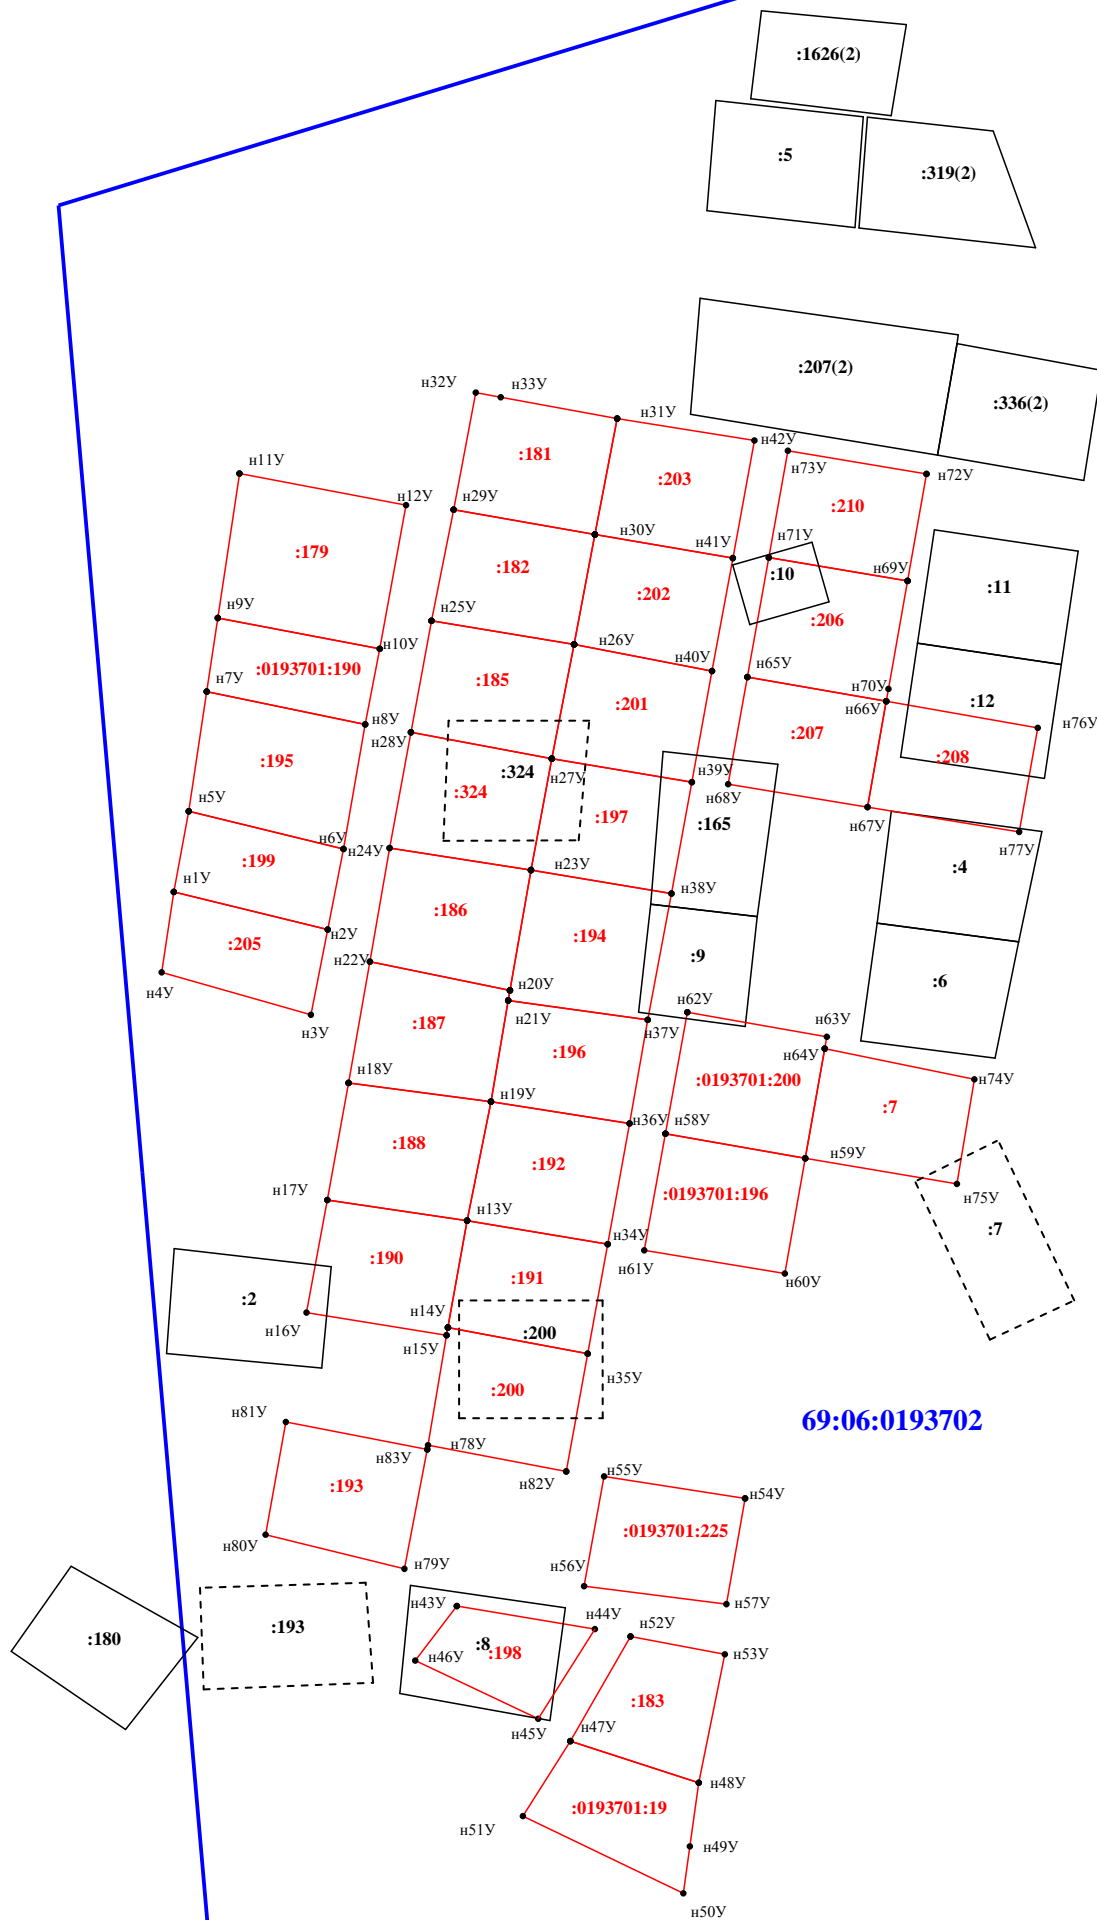 :1626(2)
:5
:319(2)
:207(2)
:336(2)
н32У
н33У
н31У
н42У
:181
:203
н73У
н72У
н11У
н12У
н29У
:210
н30У
н41У
н71У
:179
:182
:10
н69У
:11
:202
:206
н9У
н25У
н10У
н26У
:0193701:190
н40У
н65У
:185
н7У
н70У
:12
н66У
:201
н8У
н76У
н28У
:195
:207
:208
:324
н27У
н39У
:324
н68У
н5У
:197
:165
н67У
н6У
н24У
н77У
:199
н23У
:4
н1У
н38У
:186
н2У
:194
:205
:9
н22У
н4У
:6
н20У
н62У
н3У
н21У
:187
н37У
н63У
:196
н64У
:0193701:200
н18У
н74У
н19У
:7
н36У
н58У
:188
:192
н59У
н17У
:0193701:196
н75У
н13У
:7
н34У
:190
н61У
:191
н60У
:2
н14У
н16У
:200
н15У
н35У
:200
н81У
69:06:0193702
н78У
н83У
н82У
н55У
:193
н54У
:0193701:225
н80У
н79У
н56У
н43У
н57У
н44У
н52У
:193
:180
:8
н46У
:198
н53У
:183
н45У
н47У
н48У
:0193701:19
н51У
н49У
н50У